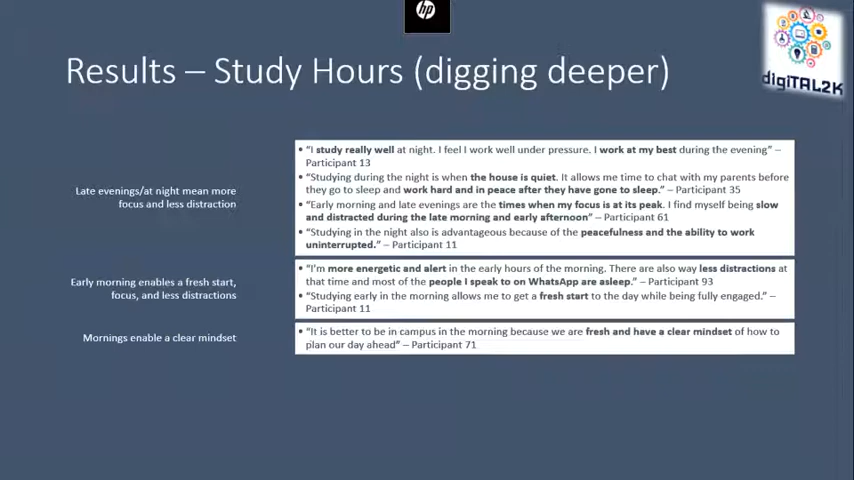 hp
digiTAL2K
Results – Study Hours (digging deeper)
Late evenings/at night mean more
focus and less distraction
• “I study really well at night. I feel I work well under pressure. I work at my best during the evening” –
Participant 13
• “Studying during the night is when the house is quiet. It allows me time to chat with my parents before
they go to sleep and work hard and in peace after they have gone to sleep.” – Participant 35
• “Early morning and late evenings are the times when my focus is at its peak. I find myself being slow
and distracted during the late morning and early afternoon” – Participant 61
• “Studying in the night also is advantageous because of the peacefulness and the ability to work
uninterrupted.” – Participant 11
Early morning enables a fresh start,
focus, and less distractions
• “I’m more energetic and alert in the early hours of the morning. There are also way less distractions at
that time and most of the people I speak to on WhatsApp are asleep.” – Participant 93
• “Studying early in the morning allows me to get a fresh start to the day while being fully engaged.” –
Participant 11
Mornings enable a clear mindset
• “It is better to be in campus in the morning because we are fresh and have a clear mindset of how to
plan our day ahead” – Participant 71